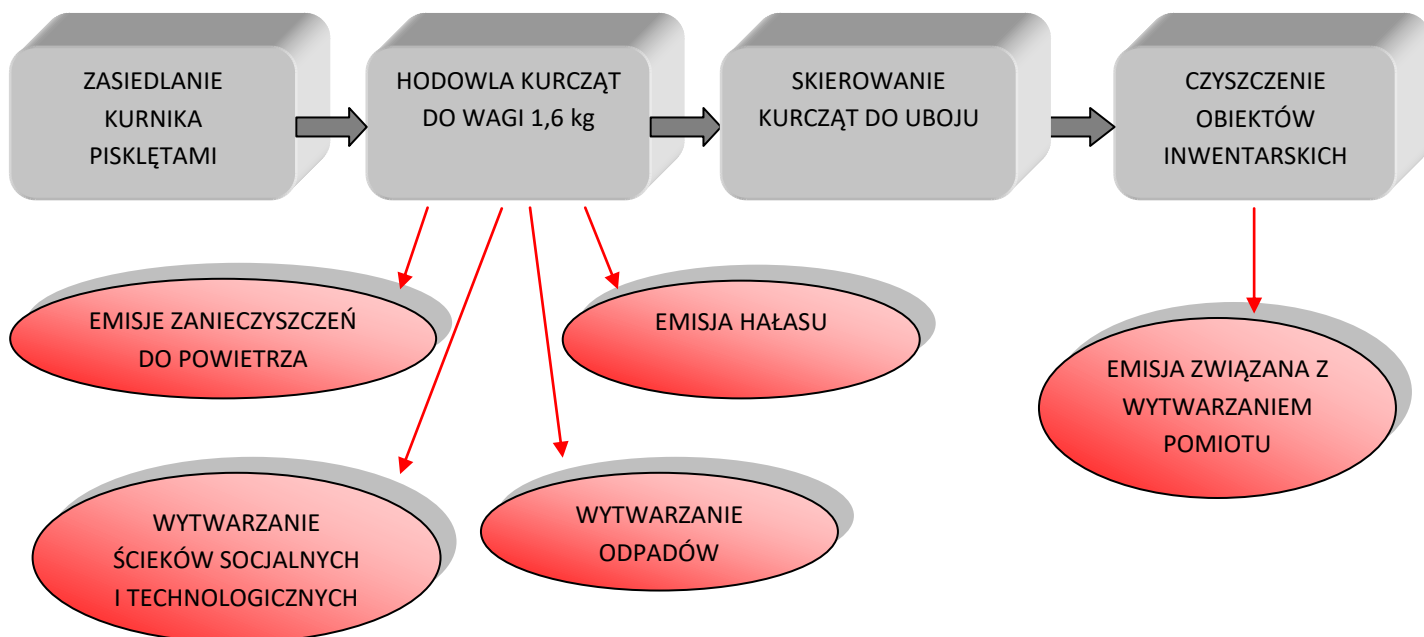 ZASIEDLANIE
KURNIKA
PISKLĘTAMI
HODOWLA KURCZĄT
DO WAGI 1,6 kg
SKIEROWANIE
KURCZĄT DO UBOJU
CZYSZCZENIE
OBIEKTÓW
INWENTARSKICH
EMISJE ZANIECZYSZCZEŃ
DO POWIETRZA
EMISJA HAŁASU
EMISJA ZWIĄZANA Z
WYTWARZANIEM
POMIOTU
WYTWARZANIE
ŚCIEKÓW SOCJALNYCH
I TECHNOLOGICZNYCH
WYTWARZANIE
ODPADÓW